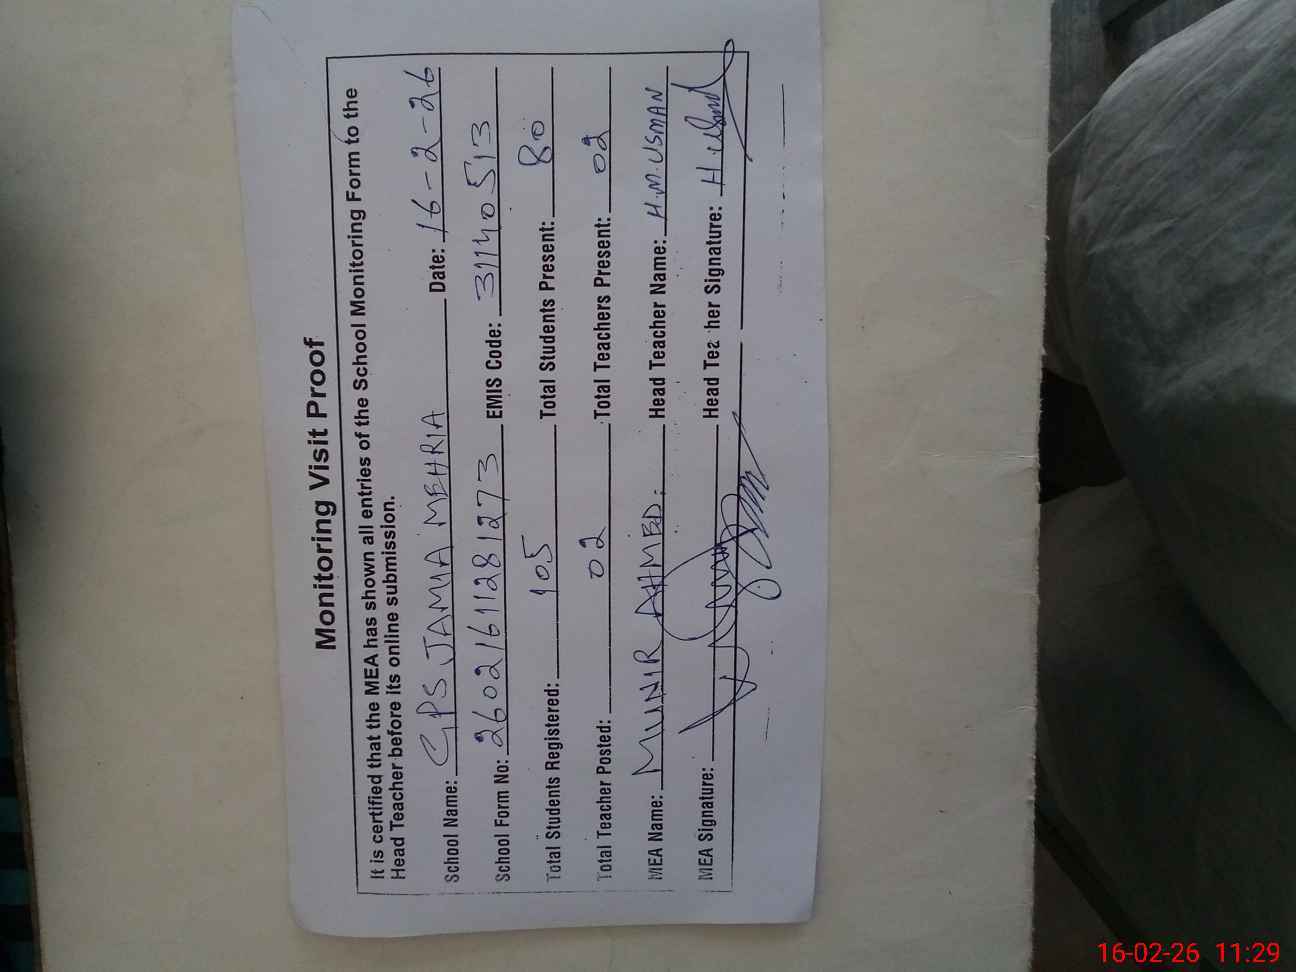 Monitoring Visit Proof
It is certified that the MEA has shown all entries of the School Monitoring Form to the
Head Teacher before its online submission.
School Name: GPS JAMIA MEHRIA Date: 16-2-26
School Form No: 26021611281273 EMIS Code: 31140513
Total Students Registered: 105 Total Students Present: 80
Total Teacher Posted: 02 Total Teachers Present: 02
MEA Name: MUNIR AHMED. Head Teacher Name: H.M.USMAN
MEA Signature: Head Teacher Signature:
16-02-26 11:29